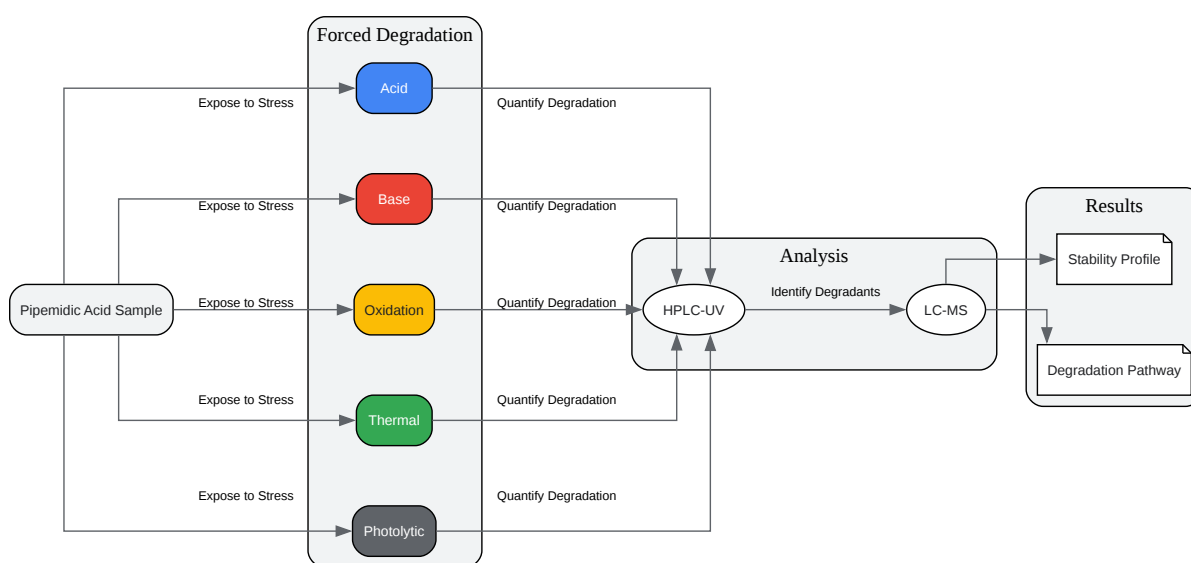 Forced Degradation
Acid
Expose to Stress
Quantify Degradation
Base
Expose to Stress
Quantify Degradation
Results
Analysis
Stability Profile
Identify Degradants
Pipemidic Acid Sample
Expose to Stress
Oxidation
Quantify Degradation
HPLC-UV
LC-MS
Degradation Pathway
Expose to Stress
Quantify Degradation
Thermal
Expose to Stress
Quantify Degradation
Photolytic